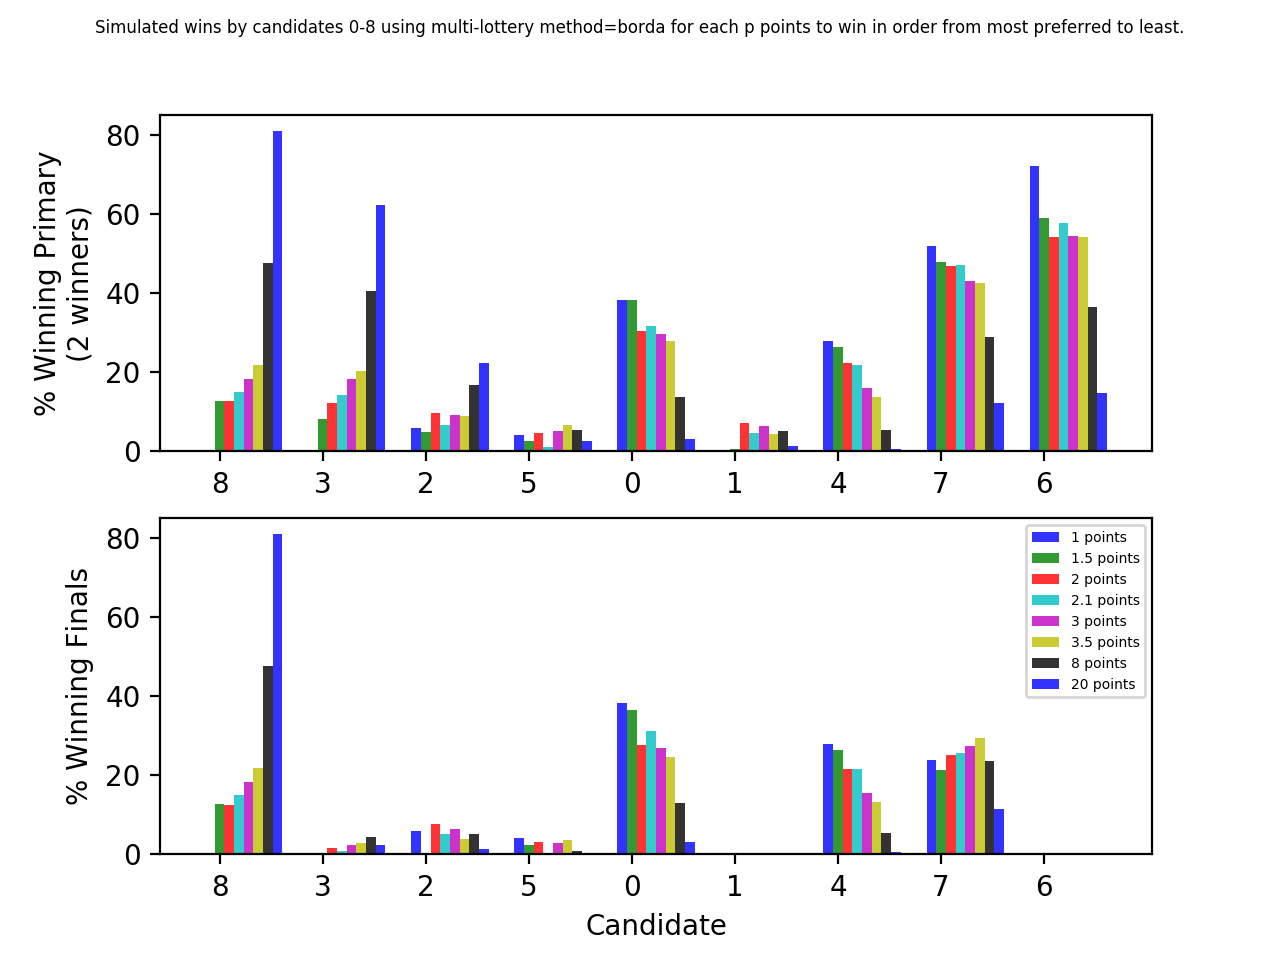 Simulated wins by candidates 0-8 using multi-lottery method=borda for each p points to win in order from most preferred to least.
% Winning Primary
(2 winners)
80
60
40
20
0
8 3 2 5 0 1 4 7 6
% Winning Finals
80
60
40
20
0
1 points
1.5 points
2 points
2.1 points
3 points
3.5 points
8 points
20 points
8 3 2 5 0 1 4 7 6
Candidate